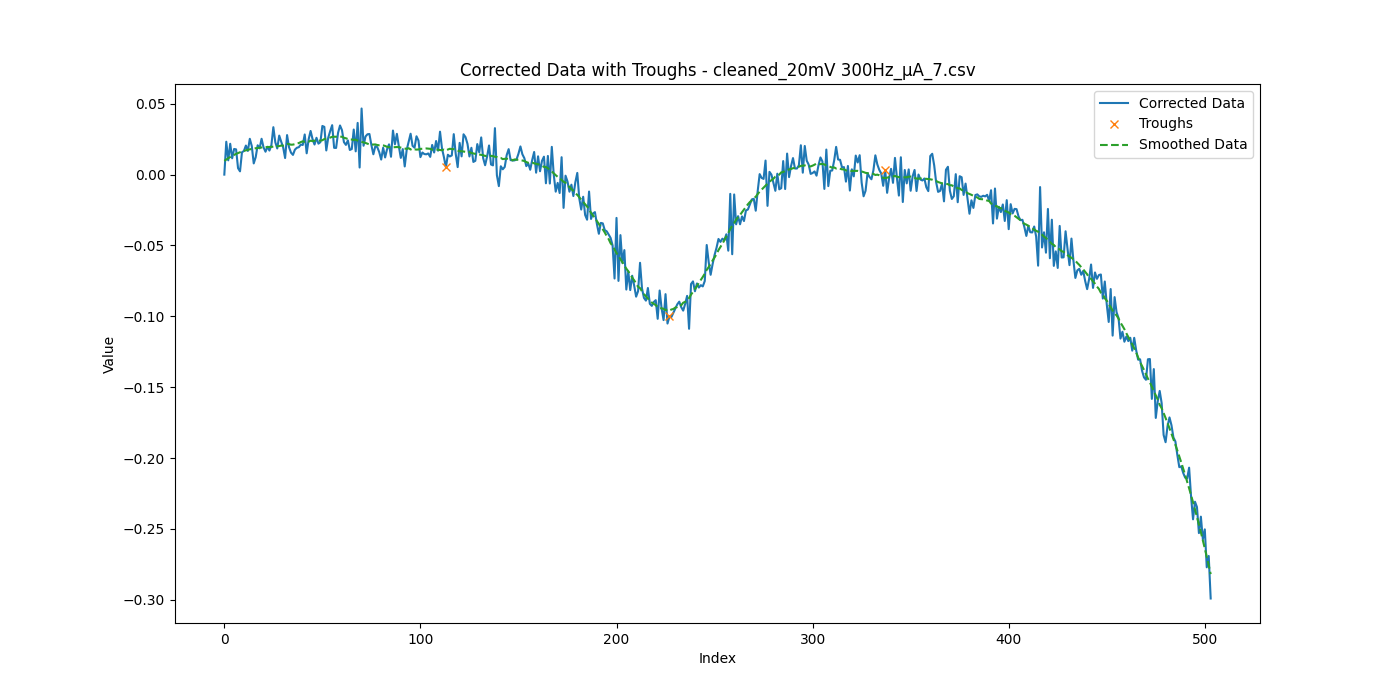 Corrected Data with Troughs - cleaned_20mV 300Hz_µA_7.csv
Corrected Data
Troughs
Smoothed Data
Value
0.05
0.00
−0.05
−0.10
−0.15
−0.20
−0.25
−0.30
0
100
200
300
400
500
Index